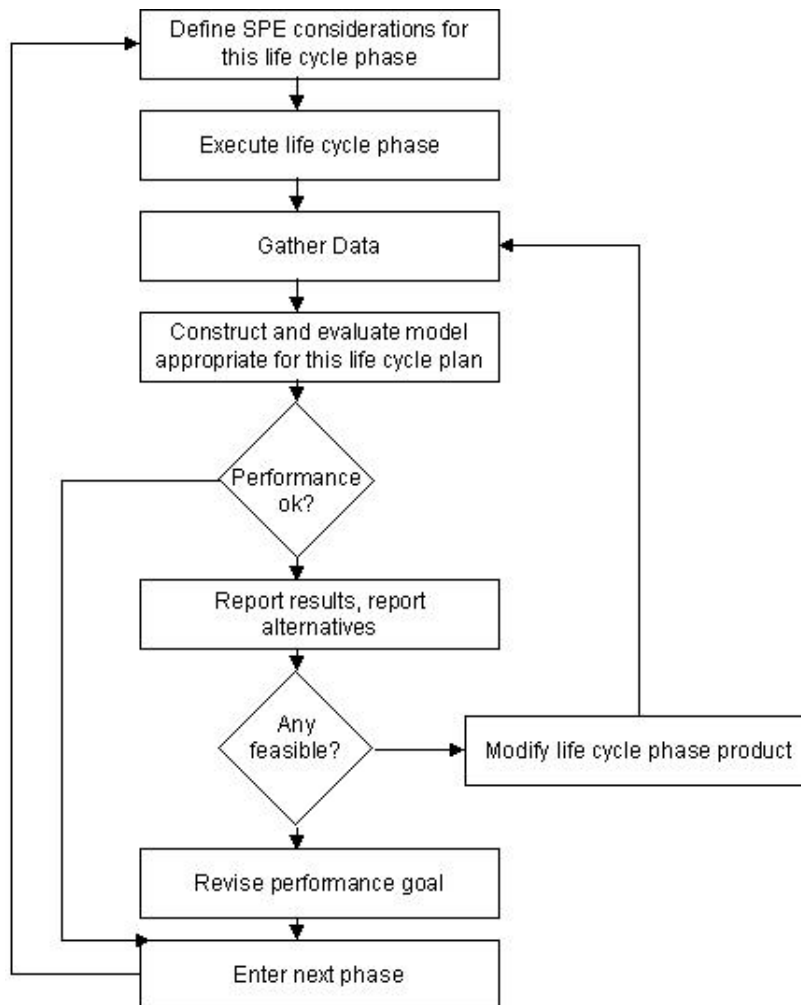 Define SPE considerations for
this life cycle phase
Execute life cycle phase
Gather Data
Construct and evaluate model
appropriate for this life cycle plan
Performance
ok?
Report results, report
alternatives
Any
feasible?
Modify life cycle phase product
Revise performance goal
Enter next phase